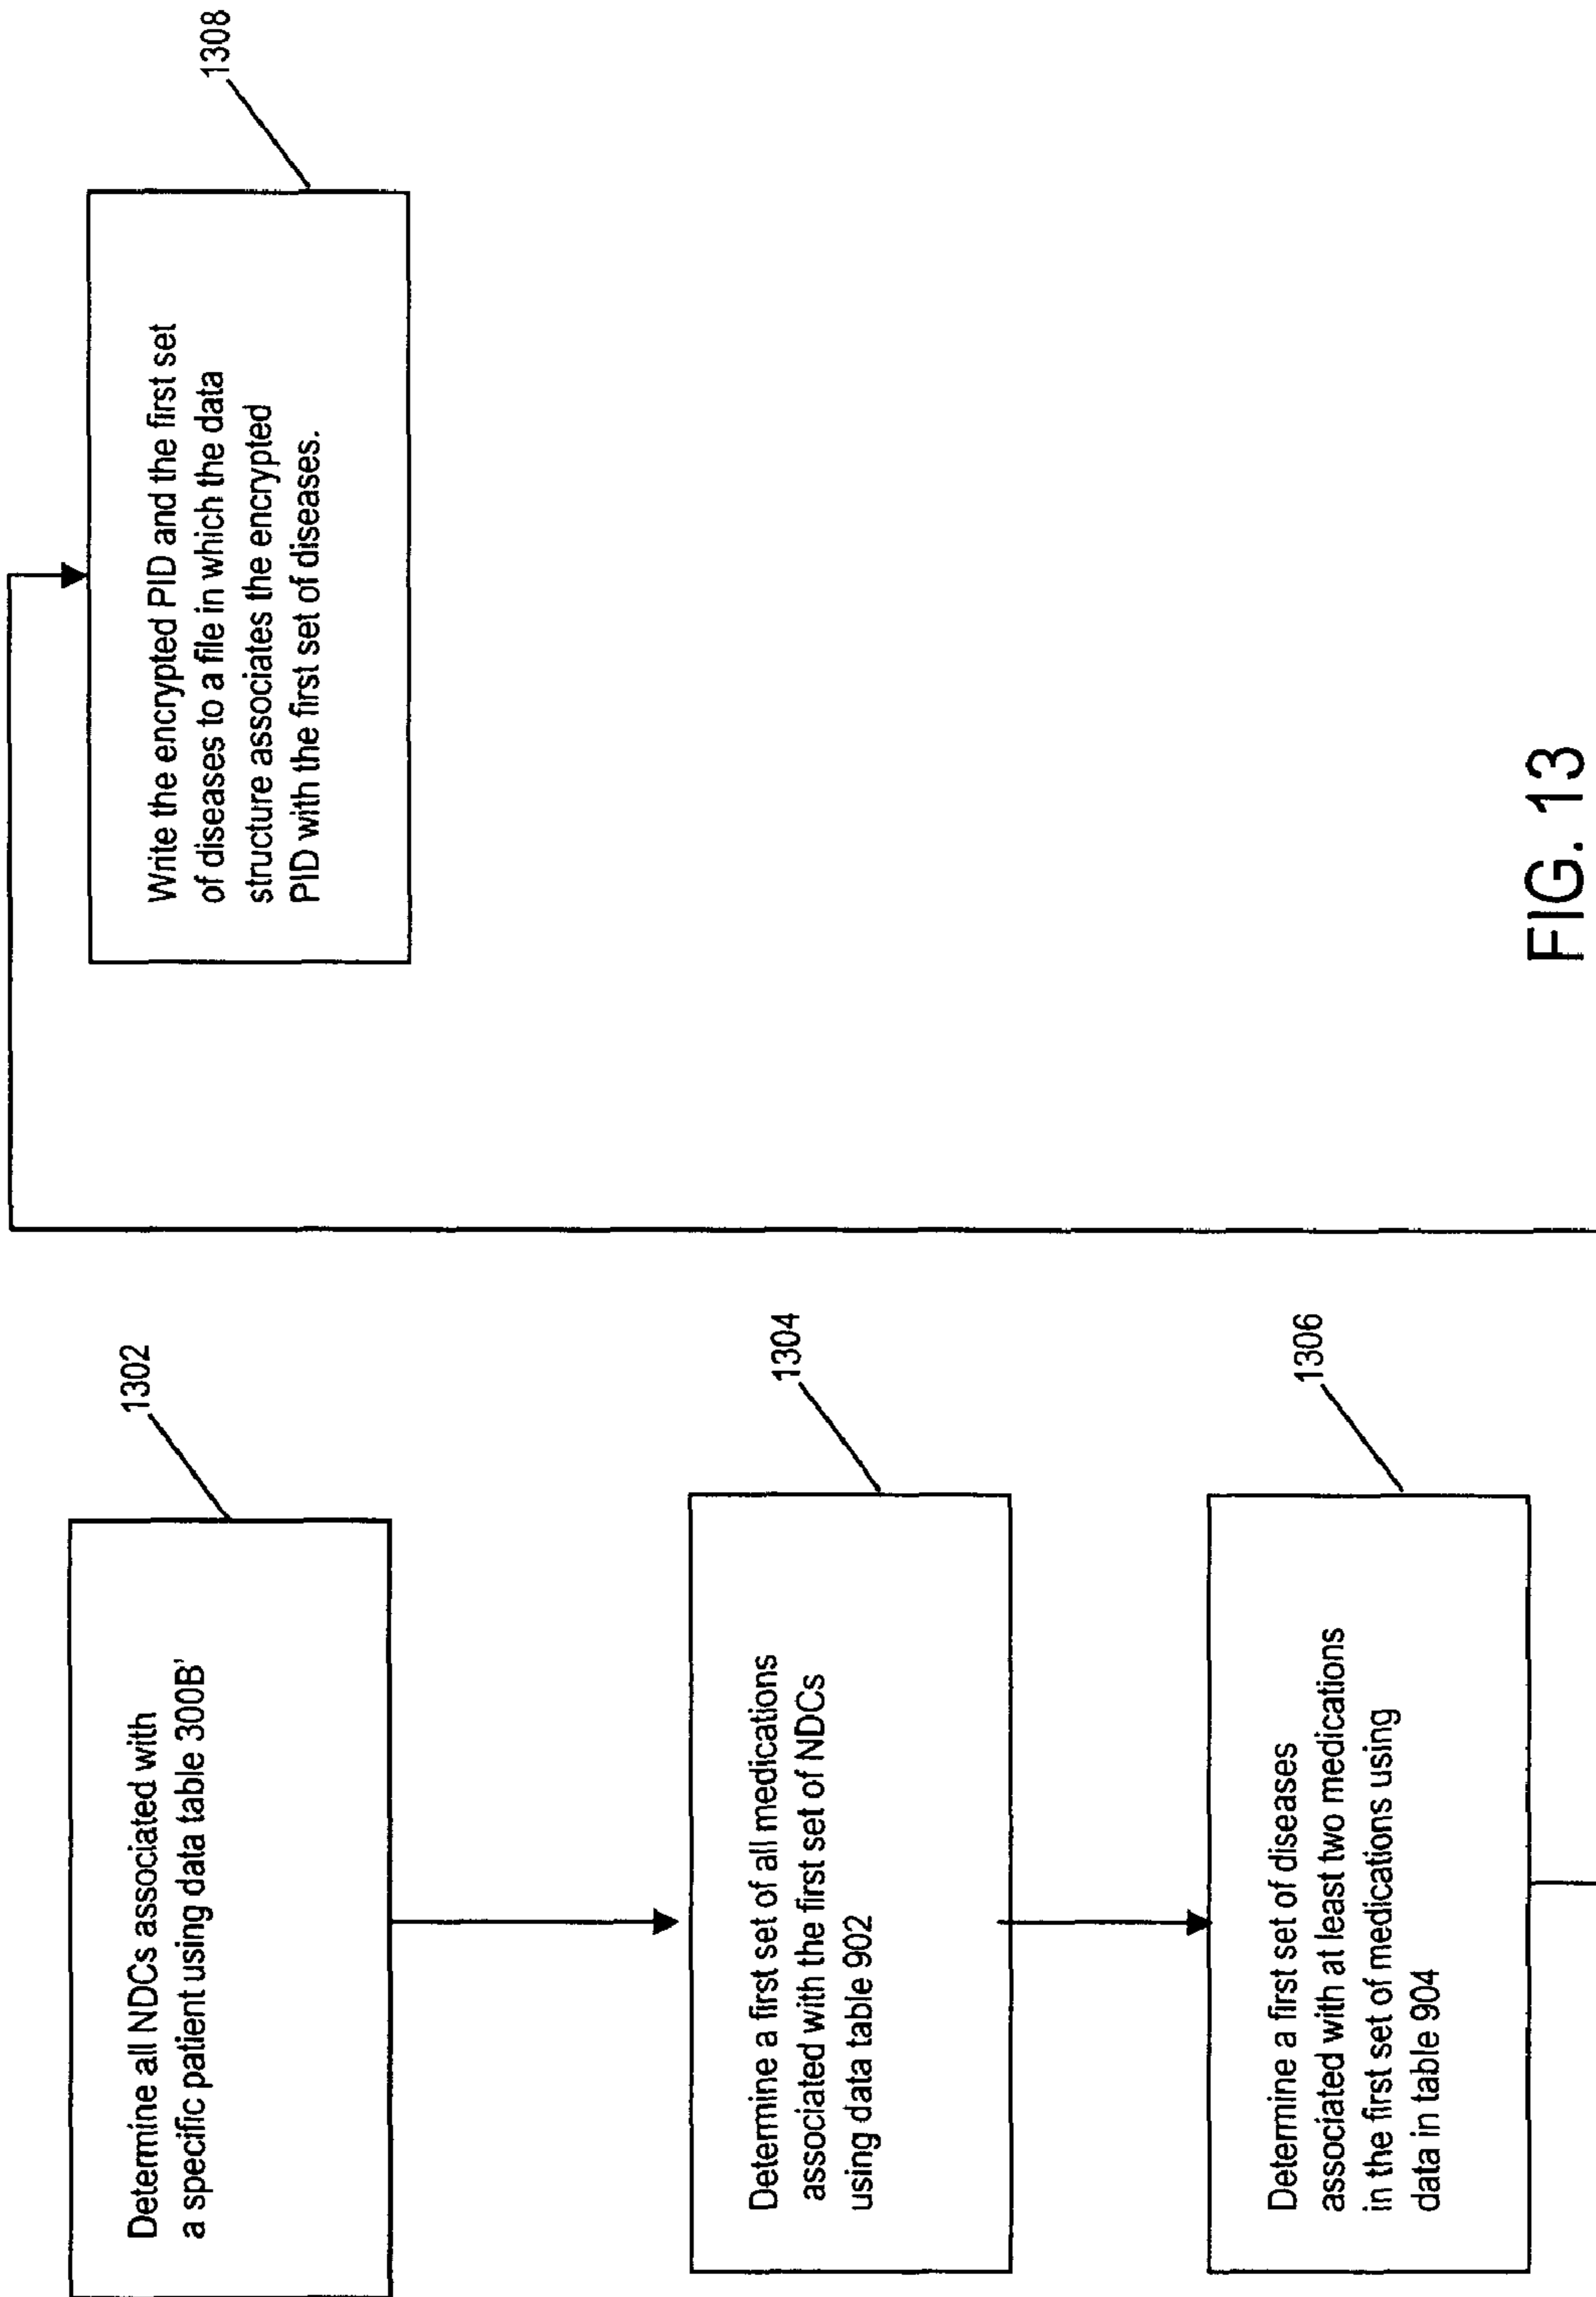 1302
Determine all NDCs associated with
a specific patient using data table 300B'
1304
Determine a first set of all medications
associated with the first set of NDCs
using data table 902
1306
Determine a first set of diseases
associated with at least two medications
in the first set of medications using
data in table 904
1308
Write the encrypted PID and the first set
of diseases to a file in which the data
structure associates the encrypted
PID with the first set of diseases.
FIG. 13